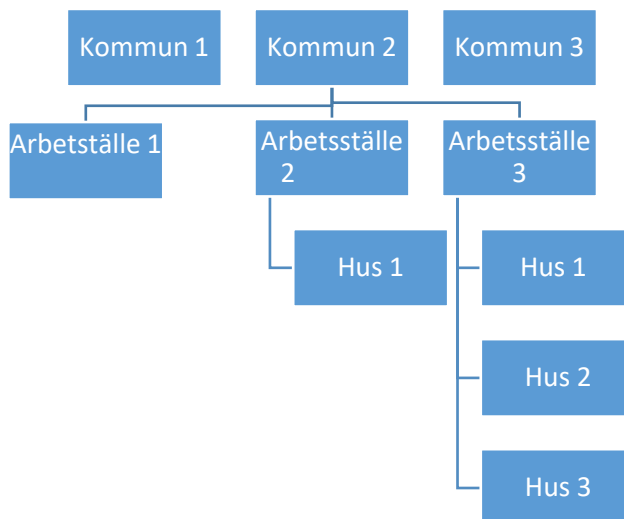 Kommun 1
Kommun 2
Kommun 3
Arbetställe 1
Arbetsställe
2
Arbetsställe
3
Hus 1
Hus 1
Hus 2
Hus 3